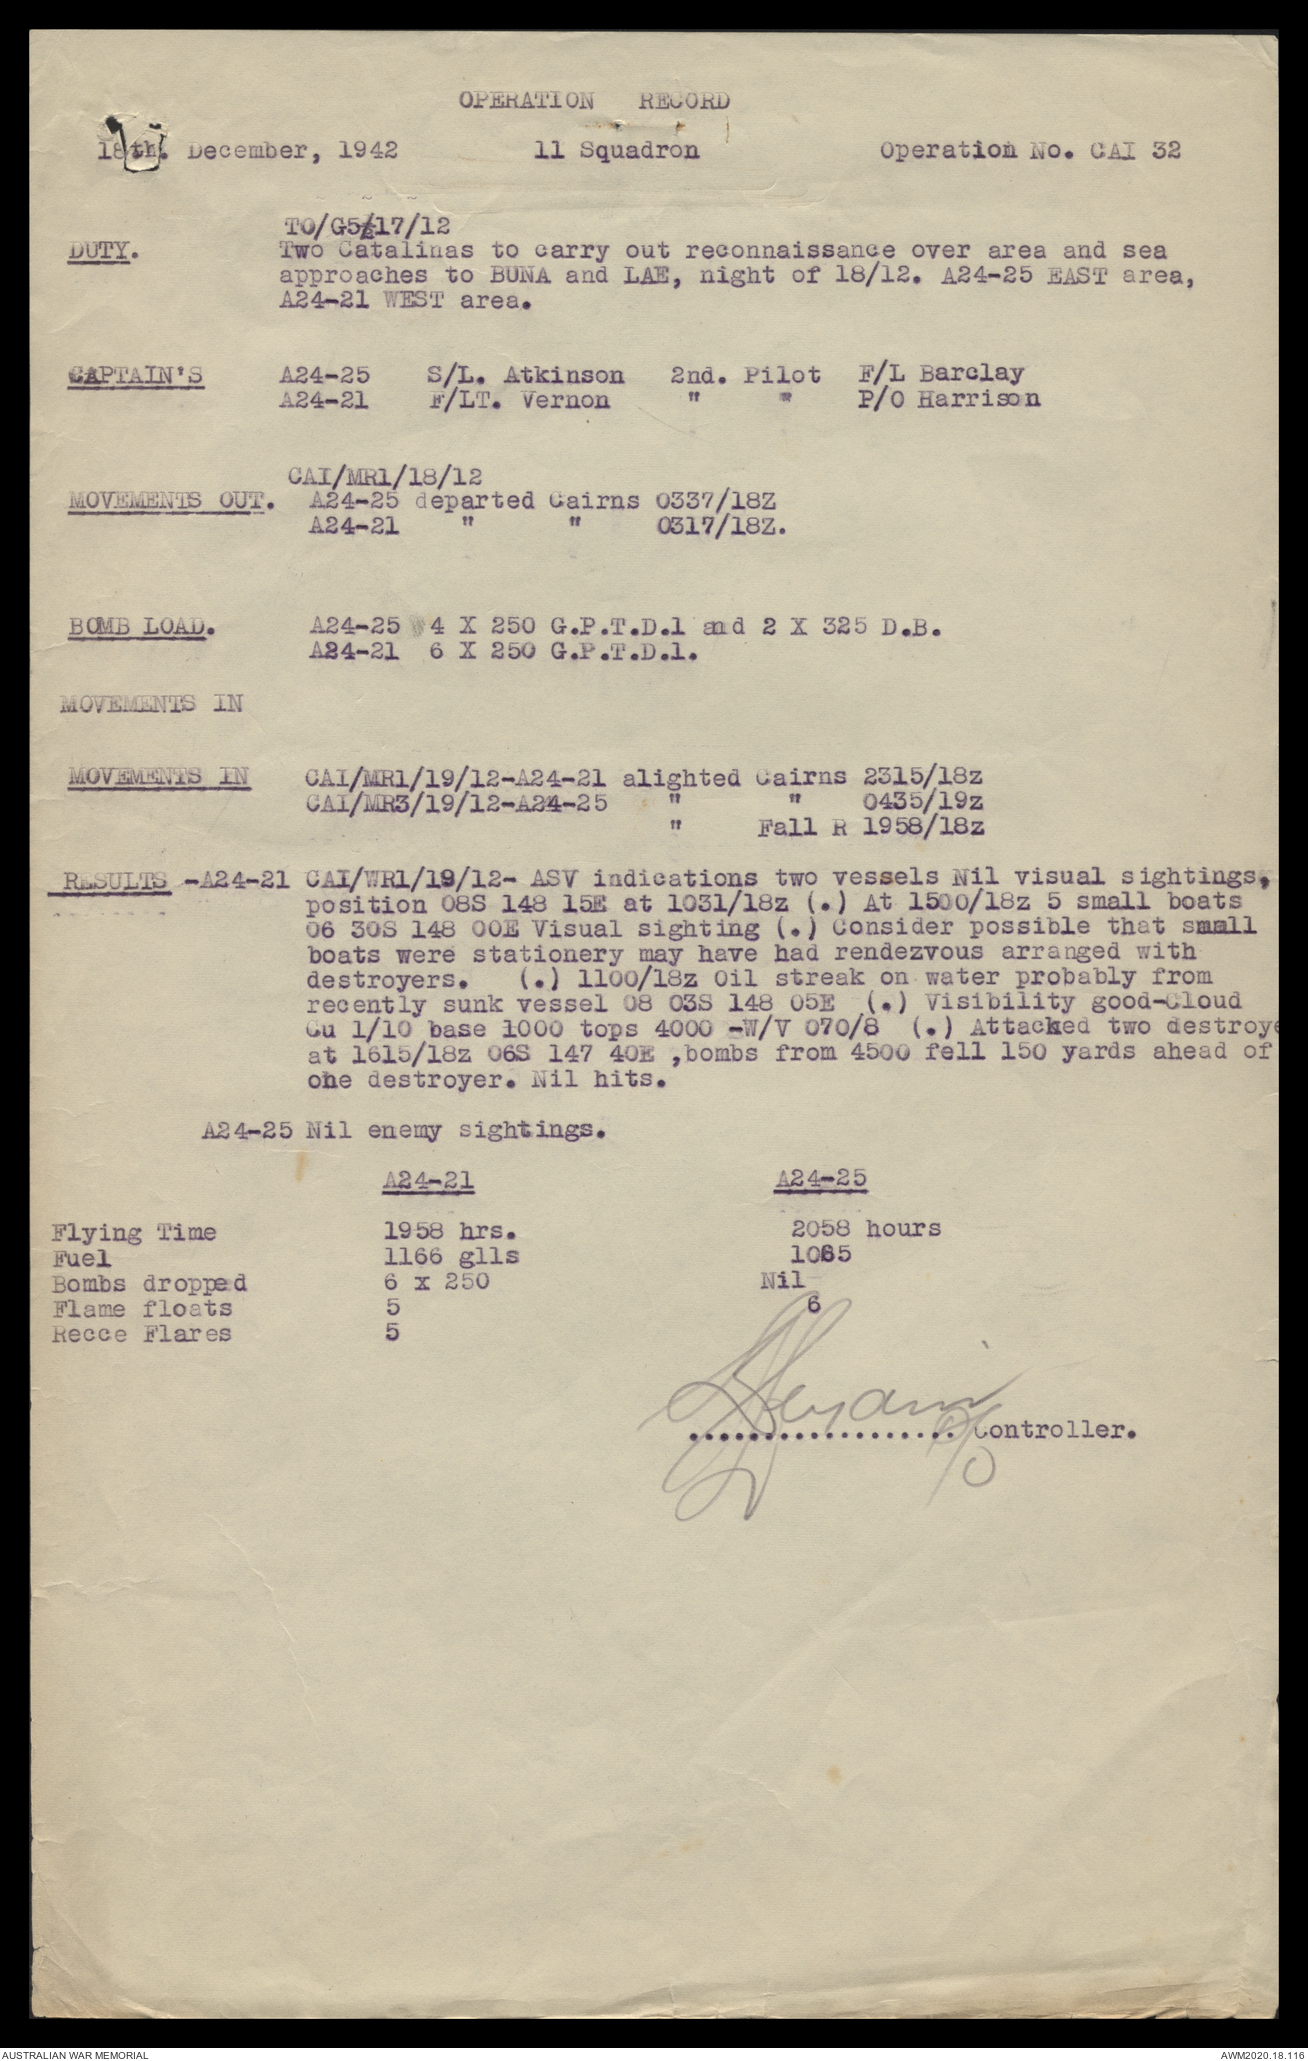 OPERATION RECORD
18th. December, 1942 11 Squadron Operation No. CAI 32
TO/G5/17/12
DUTY. Two Catalinas to carry out reconnaissance over area and sea
approaches to BUNA and LAE, night of 18/12. A24-25 EAST area,
A24-21 WEST area.
CAPTAIN'S A24-25 S/L. Atkinson 2nd. Pilot F/L Barclay
A24-21 F/LT. Vernon " " P/O Harrison
CAI/MR1/18/12
MOVEMENTS OUT. A24-25 departed Cairns 0337/18Z
A24-21 " " 0317/18Z.
BOMB LOAD. A24-25 4 X 250 G.P.T.D.1 and 2 X 325 D.B.
A24-21 6 X 250 G.P.T.D.1.
MOVEMENTS IN
MOVEMENTS IN CAI/MR1/19/12-A24-21 alighted Cairns 2315/18z
CAI/MR3/19/12-A24-25 " " 0435/19z
" Fall R 1958/18z
RESULTS -A24-21 CAI/WR1/19/12- ASV indications two vessels Nil visual sightings,
position 08S 148 15E at 1031/18z (.) At 1500/18z 5 small boats
06 30S 148 00E Visual sighting (.) Consider possible that small
boats were stationery may have had rendezvous arranged with
destroyers. (.) 1100/18z Oil streak on water probably from
recently sunk vessel 08 03S 148 05E (.) Visibility good-Cloud
Cu 1/10 base 1000 tops 4000 -W/V 070/8 (.) Attacked two destroye
at 1615/18z 06S 147 40E ,bombs from 4500 fell 150 yards ahead of
one destroyer. Nil hits.
A24-25 Nil enemy sightings.
A24-21 A24-25
Flying Time 1958 hrs. 2058 hours
Fuel 1166 glls 1065
Bombs dropped 6 x 250 Nil
Flame floats 5 6
Recce Flares 5
.................. Controller.
AUSTRALIAN WAR MEMORIAL AWM2020.18.116